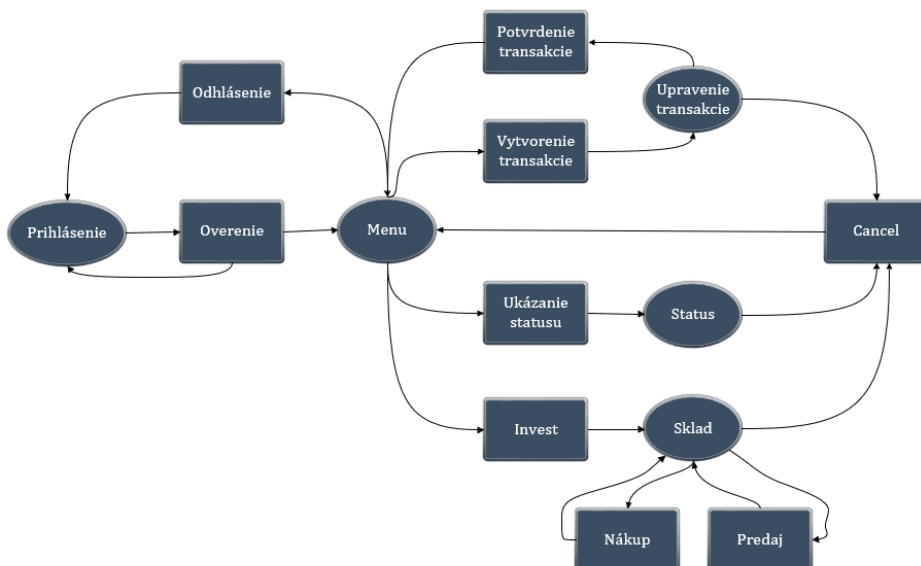 Potvrdenie
transakcie
Odhlásenie
Upravenie
transakcie
Vytvorenie
transakcie
Prihlásenie
Overenie
Menu
Cancel
Ukázanie
statusu
Status
Invest
Sklad
Nákup
Predaj